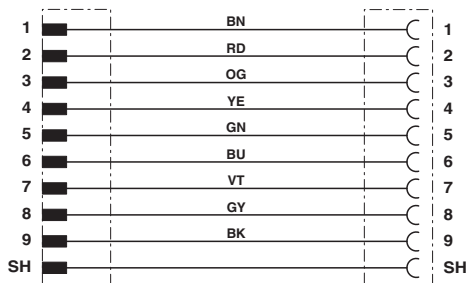 1 BN 1
2 RD 2
3 OG 3
4 YE 4
5 GN 5
6 BU 6
7 VT 7
8 GY 8
9 BK 9
SH SH